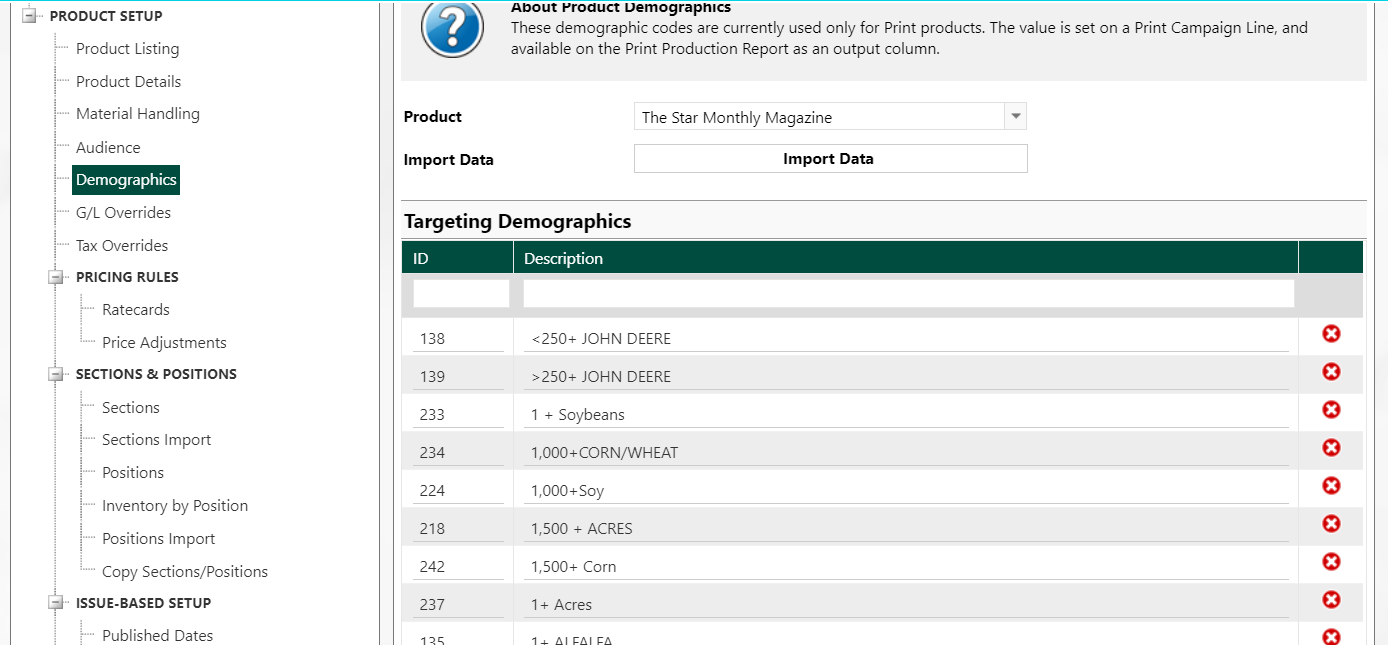 PRODUCT SETUP
Product Listing
Product Details
Material Handling
Audience
Demographics
G/L Overrides
Tax Overrides
PRICING RULES
Ratecards
Price Adjustments
SECTIONS & POSITIONS
Sections
Sections Import
Positions
Inventory by Position
Positions Import
Copy Sections/Positions
ISSUE-BASED SETUP
Published Dates
About Product Demographics
These demographic codes are currently used only for Print products. The value is set on a Print Campaign Line, and
available on the Print Production Report as an output column.
Product The Star Monthly Magazine
Import Data Import Data
Targeting Demographics
ID Description
138 <250+ JOHN DEERE
139 >250+ JOHN DEERE
233 1 + Soybeans
234 1,000+CORN/WHEAT
224 1,000+Soy
218 1,500 + ACRES
242 1,500+ Corn
237 1+ Acres
135 1+ ALFALFA